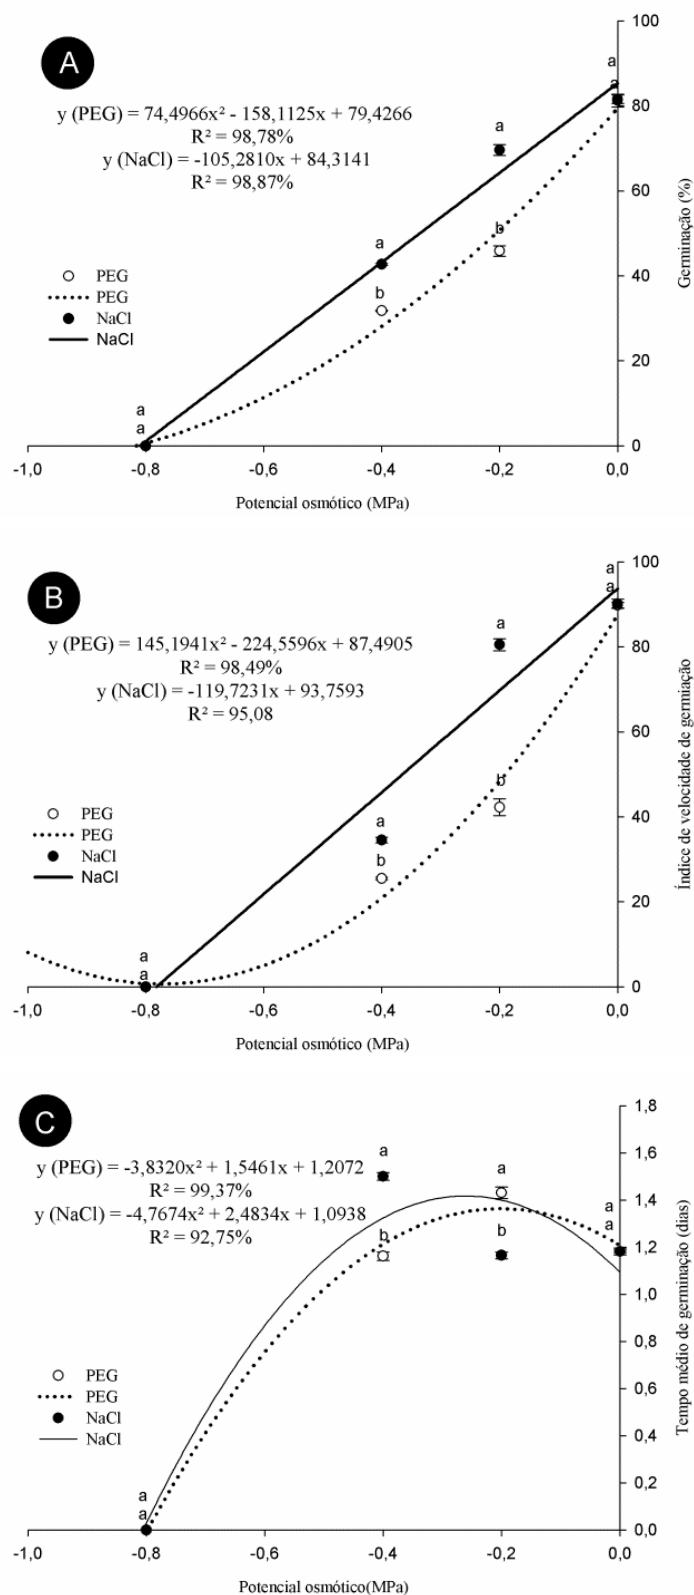 A
y (PEG) = 74,4966x² - 158,1125x + 79,4266
R² = 98,78%
y (NaCl) = -105,2810x + 84,3141
R² = 98,87%
PEG
PEG
NaCl
NaCl
a
a
a
b
a
b
a
a
100
80
60
40
20
0
Germinação (%)
-1,0
-0,8
-0,6
-0,4
-0,2
0,0
Potencial osmótico (MPa)
B
y (PEG) = 145,1941x² - 224,5596x + 87,4905
R² = 98,49%
y (NaCl) = -119,7231x + 93,7593
R² = 95,08
PEG
PEG
NaCl
NaCl
a
a
a
b
a
b
a
a
100
80
60
40
20
0
Índice de velocidade de germiação
-1,0
-0,8
-0,6
-0,4
-0,2
0,0
Potencial osmótico (MPa)
C
y (PEG) = -3,8320x² + 1,5461x + 1,2072
R² = 99,37%
y (NaCl) = -4,7674x² + 2,4834x + 1,0938
R² = 92,75%
PEG
PEG
NaCl
NaCl
a
a
a
b
a
b
a
a
1,8
1,6
1,4
1,2
1,0
0,8
0,6
0,4
0,2
0,0
Tempo médio de germinação (dias)
-1,0
-0,8
-0,6
-0,4
-0,2
0,0
Potencial osmótico(MPa)